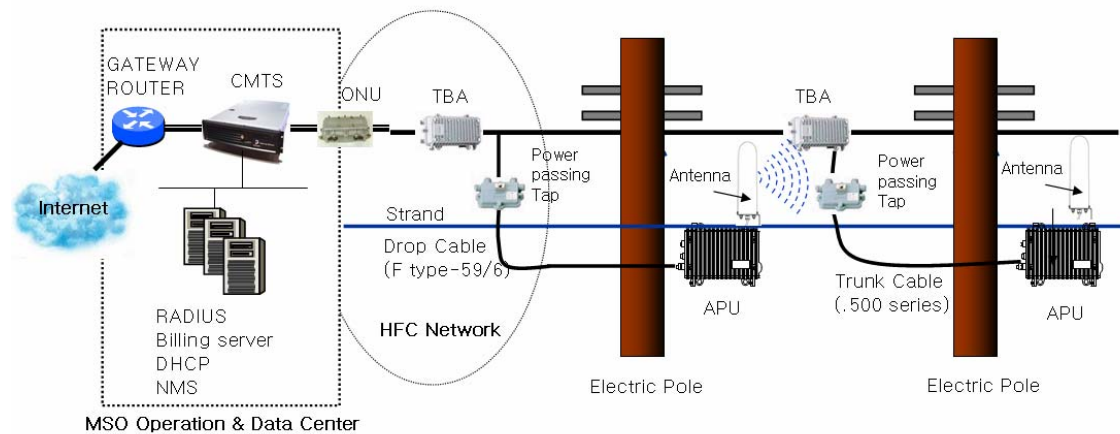 GATEWAY
ROUTER
CMTS
ONU
TBA
TBA
Power
passing
Tap
Antenna
Power
passing
Tap
Antenna
Internet
Strand
Drop Cable
(F type-59/6)
Trunk Cable
(.500 series)
APU
APU
RADIUS
Billing server
DHCP
NMS
HFC Network
Electric Pole
Electric Pole
MSO Operation & Data Center